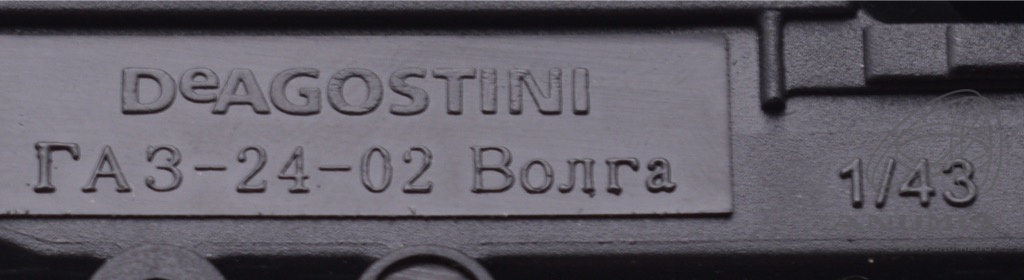 DeAGOSTINI
ГАЗ-24-02 Волга
1/43